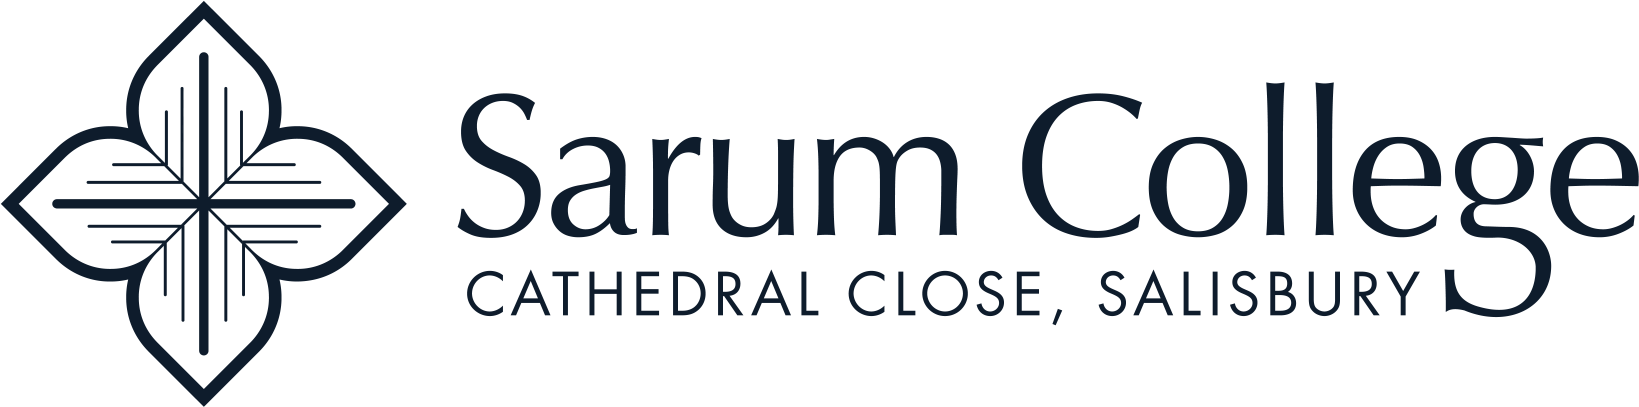 Sarum College
CATHEDRAL CLOSE, SALISBURY